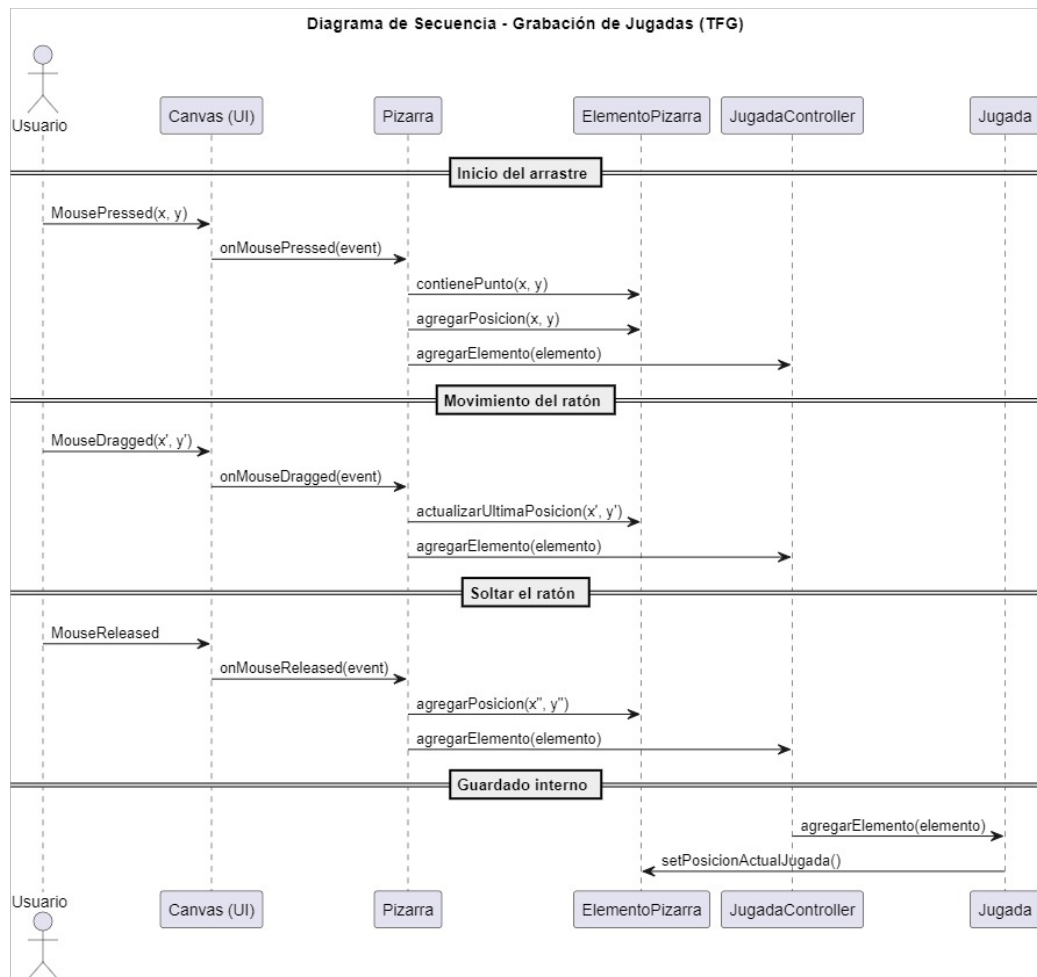 Diagrama de Secuencia - Grabación de Jugadas (TFG)
Usuario
Canvas (UI)
Pizarra
ElementoPizarra
JugadaController
Jugada
Inicio del arrastre
MousePressed(x, y)
onMousePressed(event)
contienePunto(x, y)
agregarPosicion(x, y)
agregarElemento(elemento)
Movimiento del ratón
MouseDragged(x', y')
onMouseDragged(event)
actualizarUltimaPosicion(x', y')
agregarElemento(elemento)
Soltar el ratón
MouseReleased
onMouseReleased(event)
agregarPosicion(x'', y'')
agregarElemento(elemento)
Guardado interno
agregarElemento(elemento)
setPosicionActualJugada()
Usuario
Canvas (UI)
Pizarra
ElementoPizarra
JugadaController
Jugada